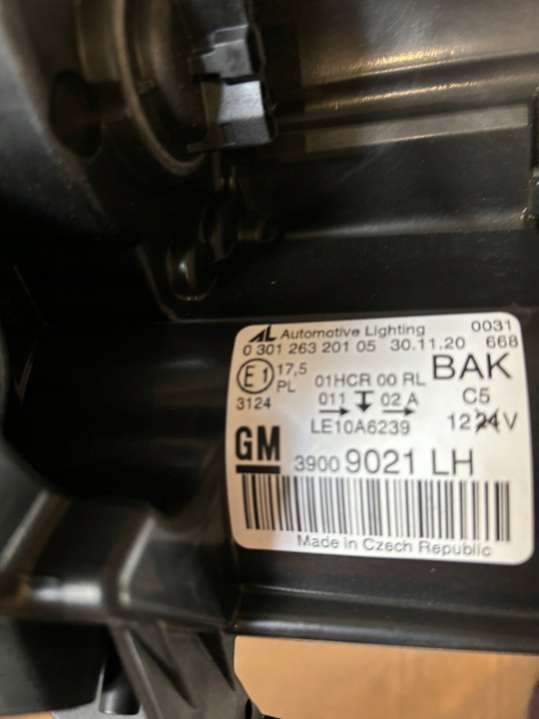 AL Automotive Lighting 0031
0 301 263 201 05 30.11.20 668
E1 17,5 01HCR 00 RL BAK
PL
3124 011 02 A C5
LE10A6239 12 24V
GM 3900 9021 LH
Made in Czech Republic